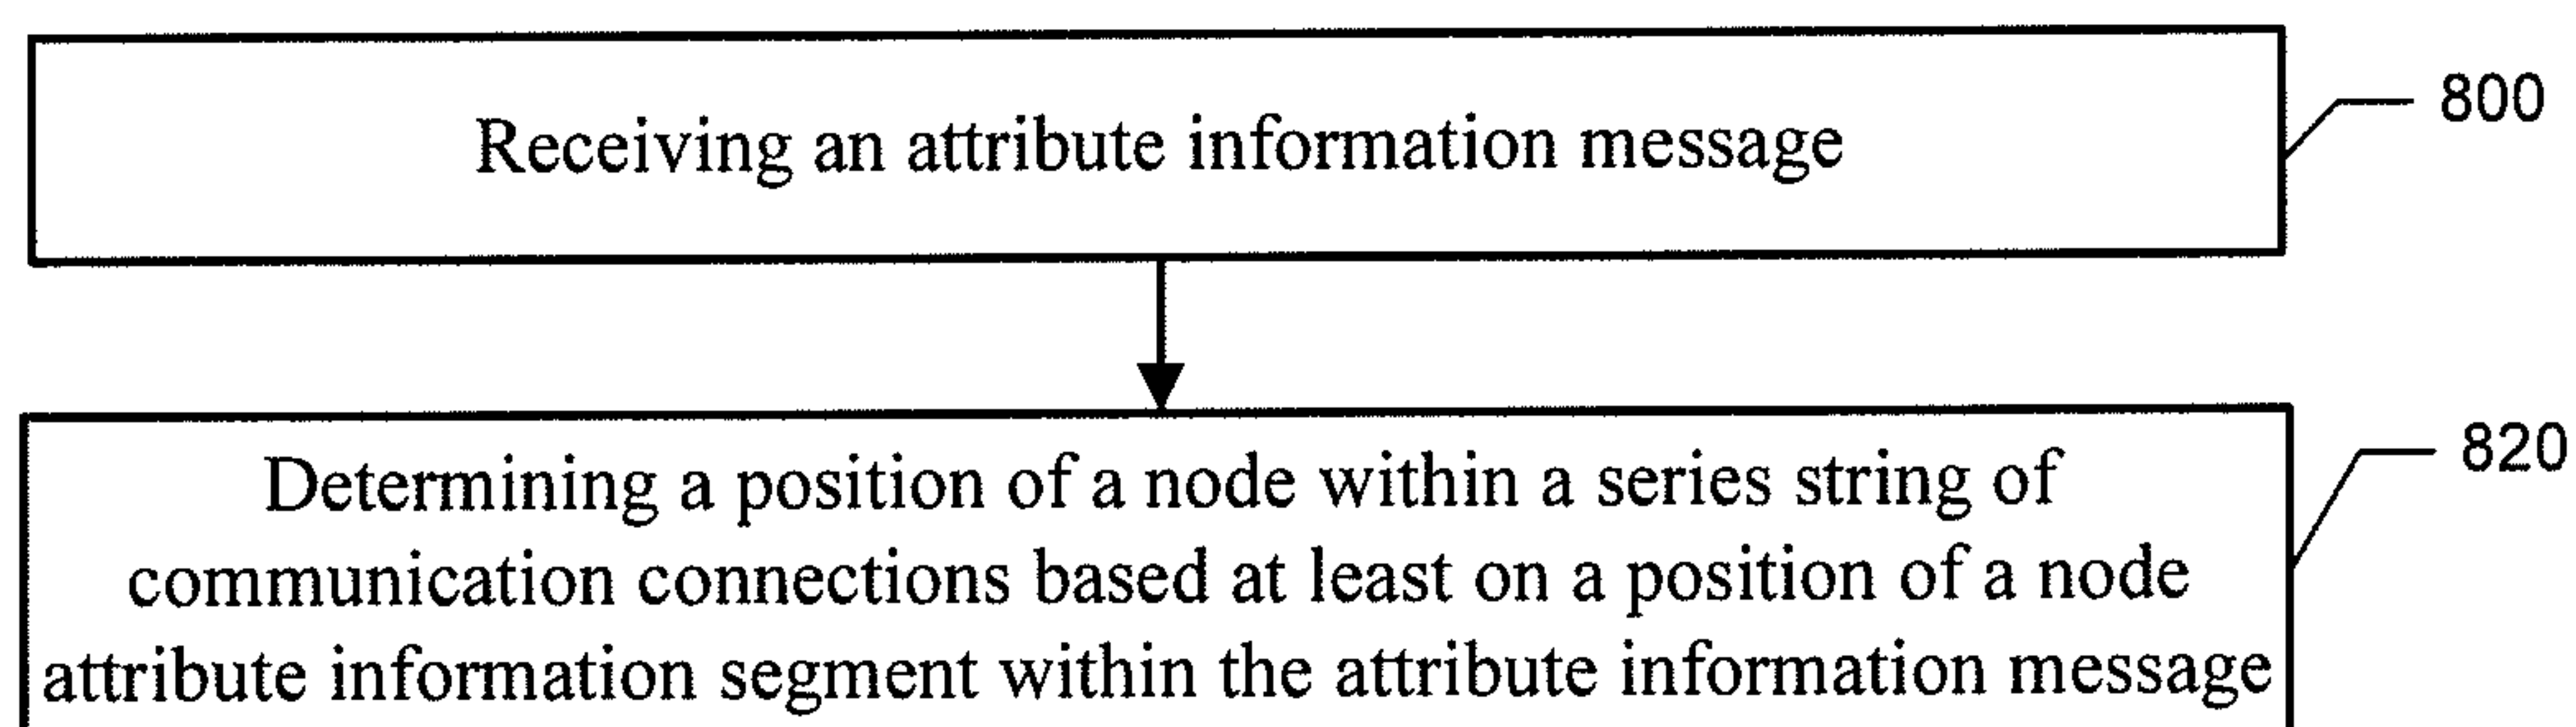 Receiving an attribute information message
800
Determining a position of a node within a series string of
communication connections based at least on a position of a node
attribute information segment within the attribute information message
820